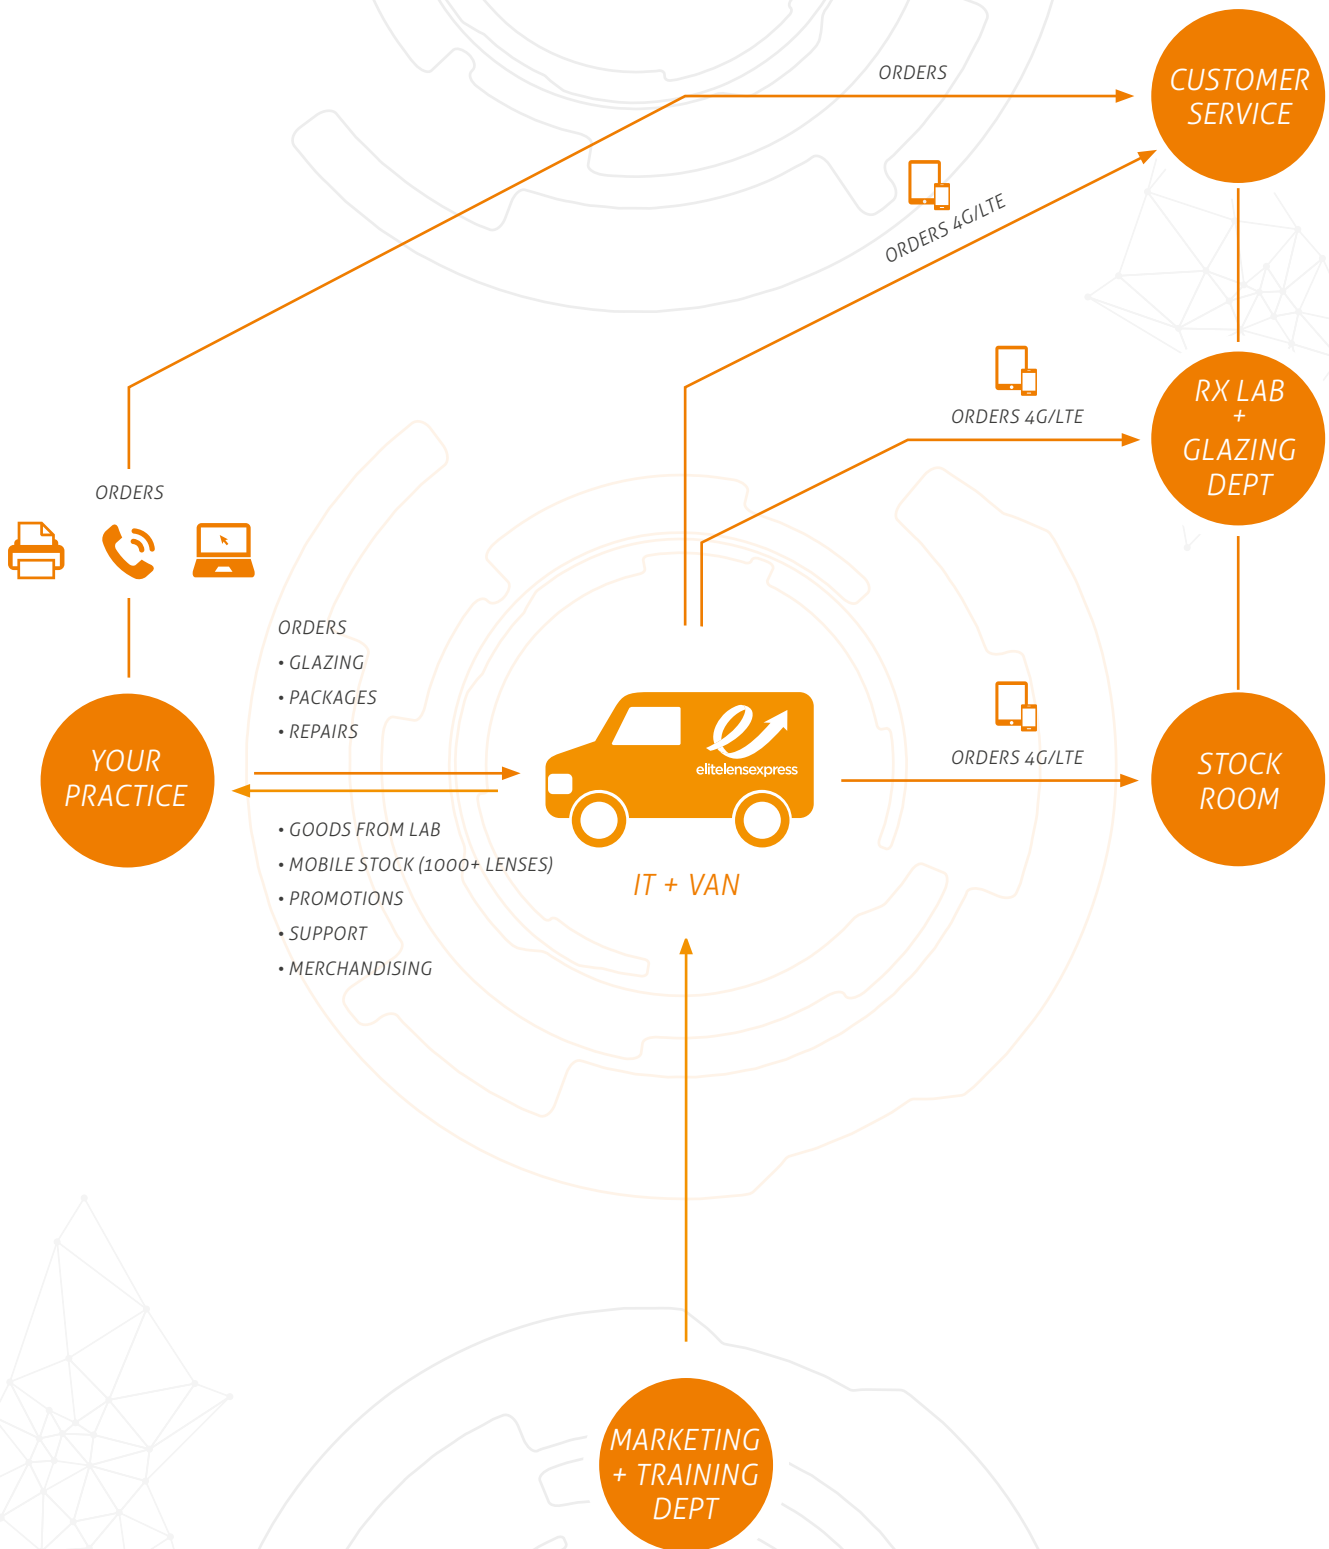 ORDERS
CUSTOMER
SERVICE
ORDERS 4G/LTE
RX LAB
+
GLAZING
DEPT
ORDERS 4G/LTE
ORDERS
ORDERS
• GLAZING
• PACKAGES
• REPAIRS
YOUR
PRACTICE
elitelensexpress
ORDERS 4G/LTE
STOCK
ROOM
• GOODS FROM LAB
• MOBILE STOCK (1000+ LENSES)
• PROMOTIONS
• SUPPORT
• MERCHANDISING
IT + VAN
MARKETING
+ TRAINING
DEPT